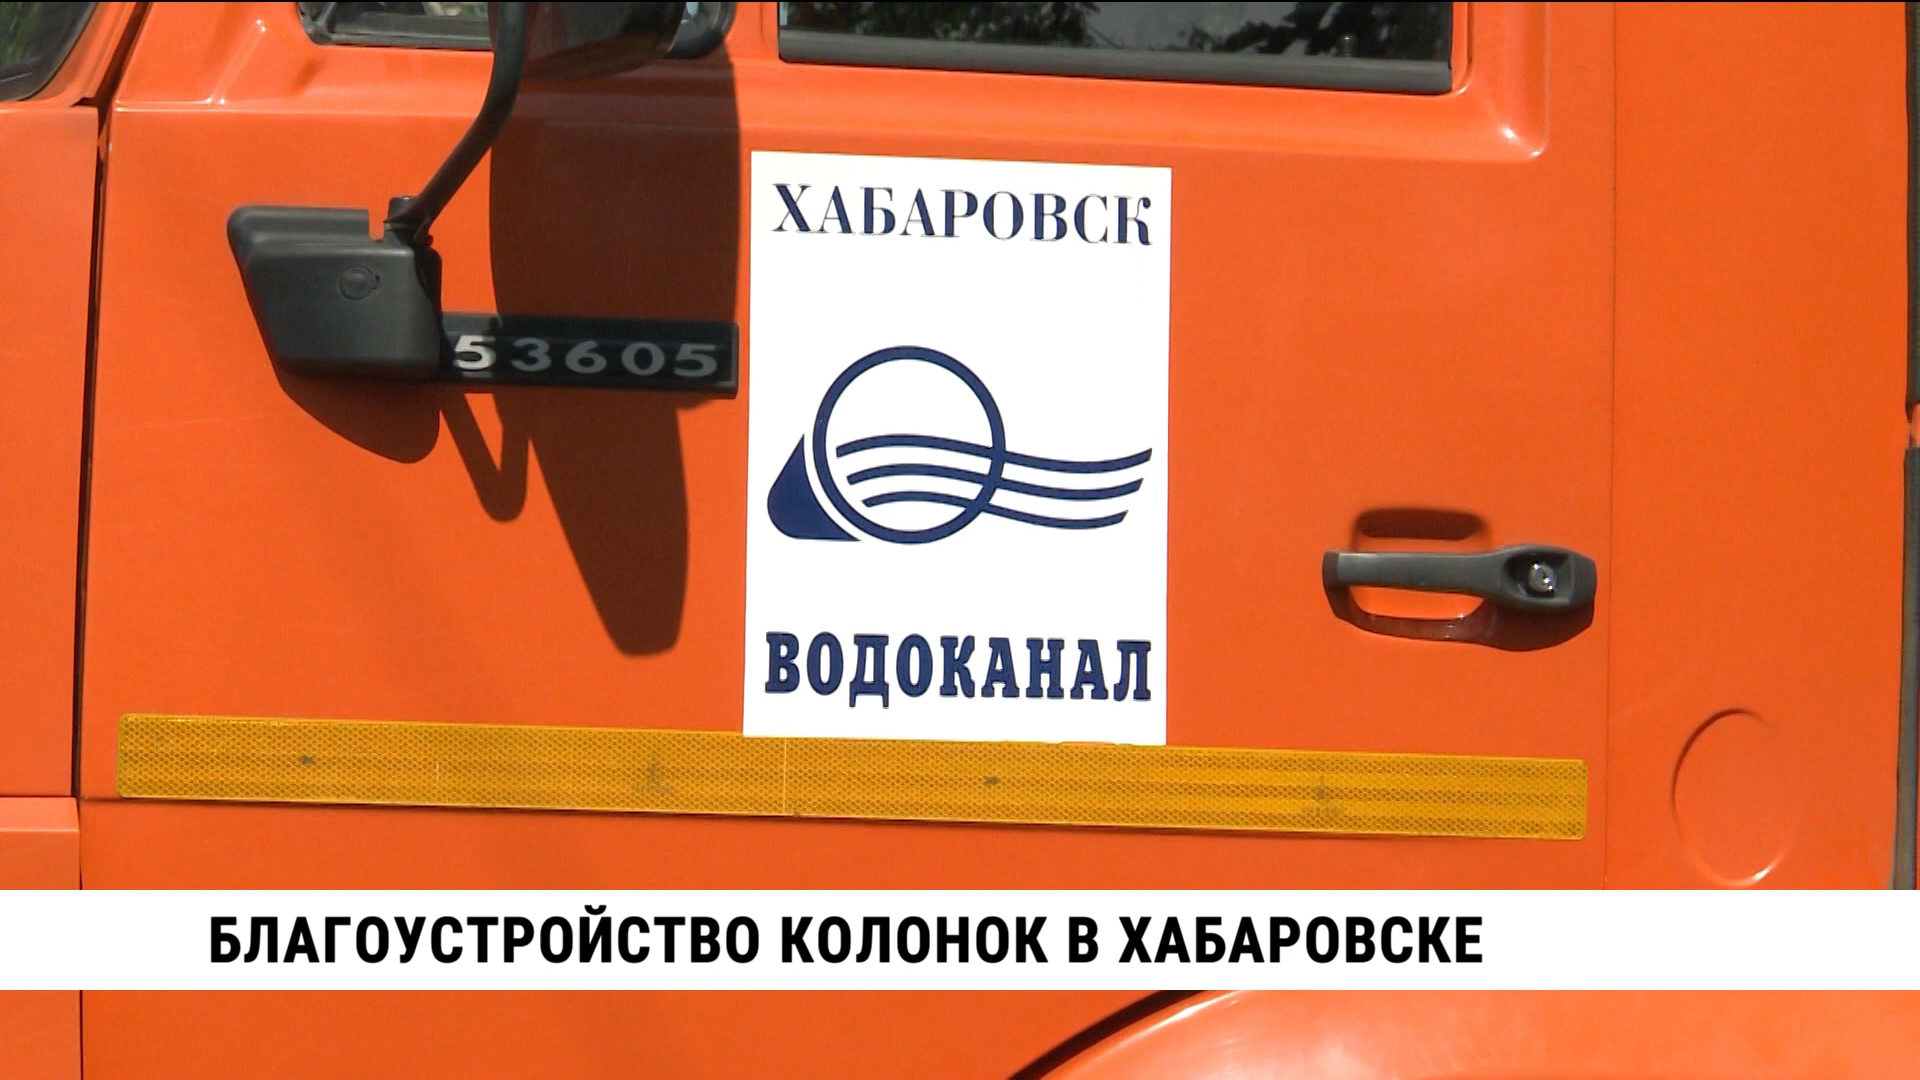 ХАБАРОВСК
53605
ВОДОКАНАЛ
БЛАГОУСТРОЙСТВО КОЛОНОК В ХАБАРОВСКЕ